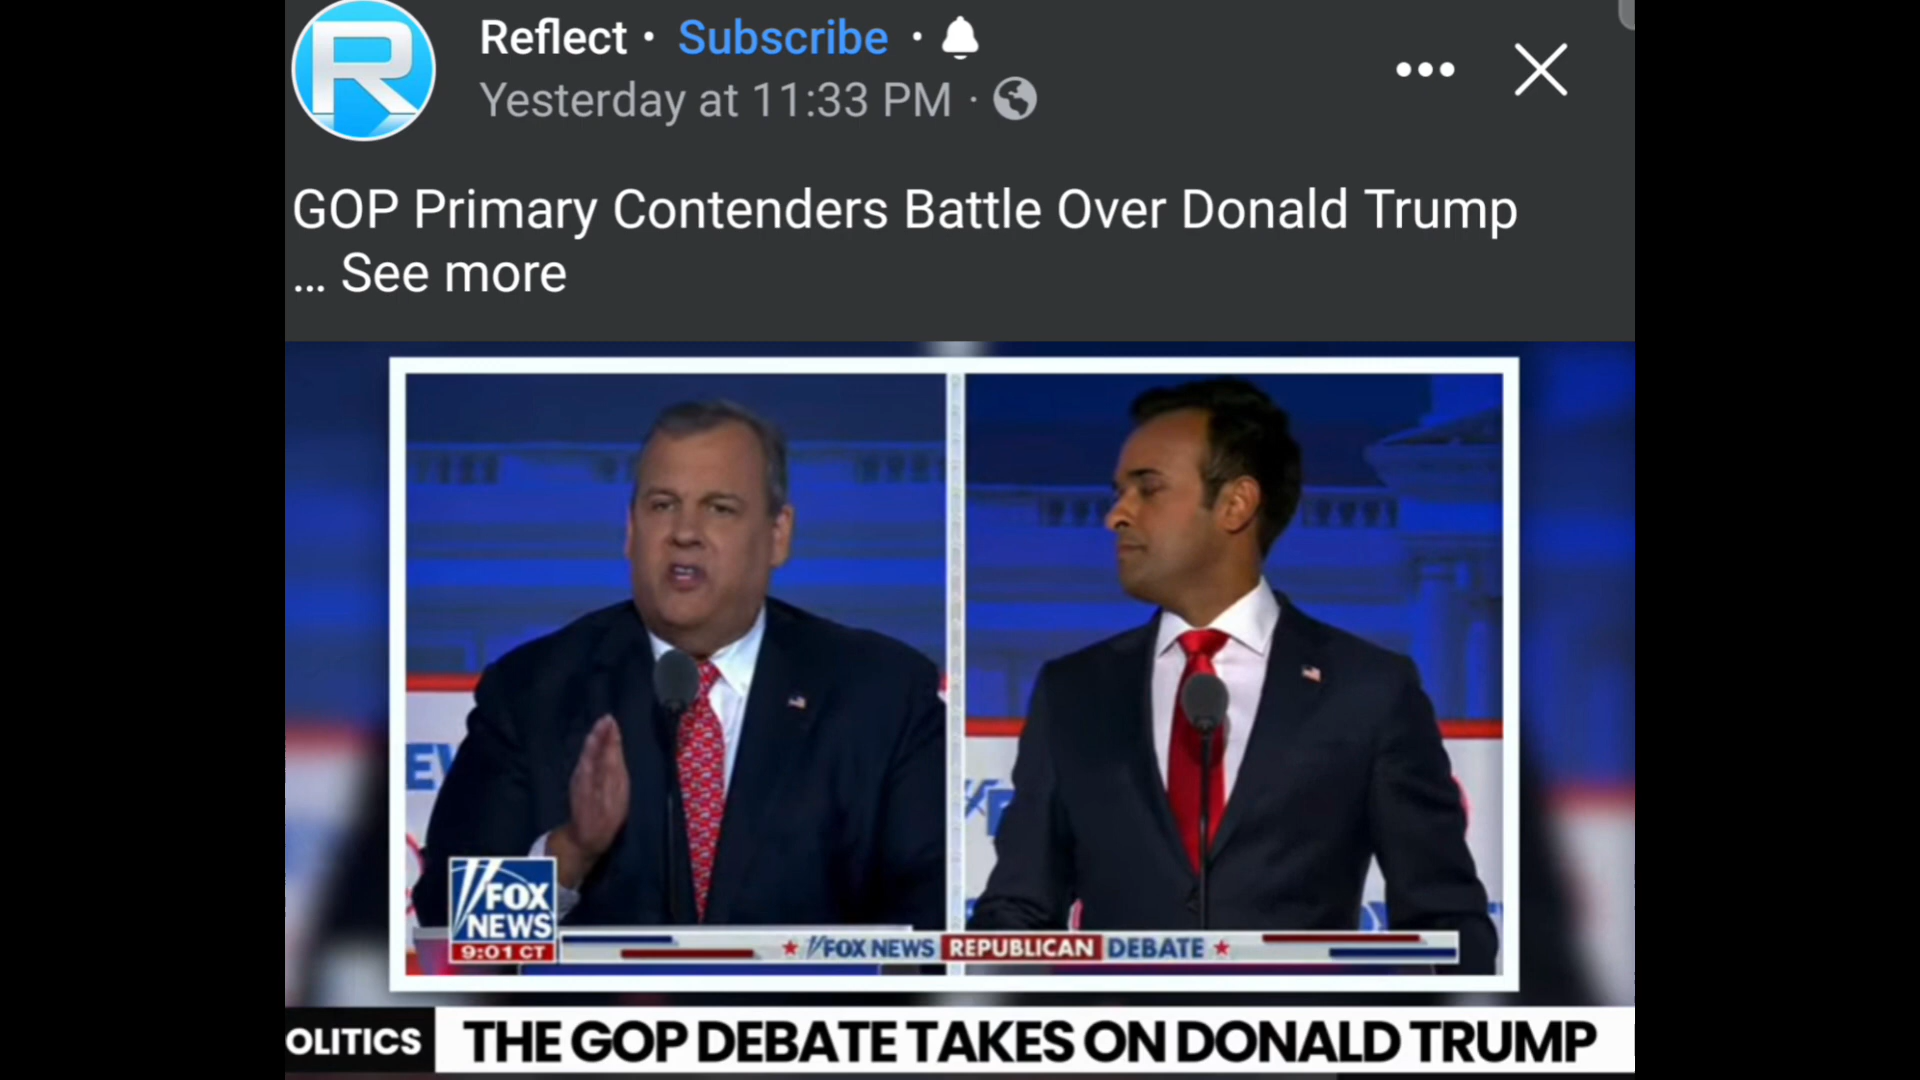 Reflect · Subscribe ·
Yesterday at 11:33 PM ·
GOP Primary Contenders Battle Over Donald Trump
... See more
EW
FOX
NEWS
9:01 CT
FOX NEWS REPUBLICAN DEBATE
OLITICS
THE GOP DEBATE TAKES ON DONALD TRUMP